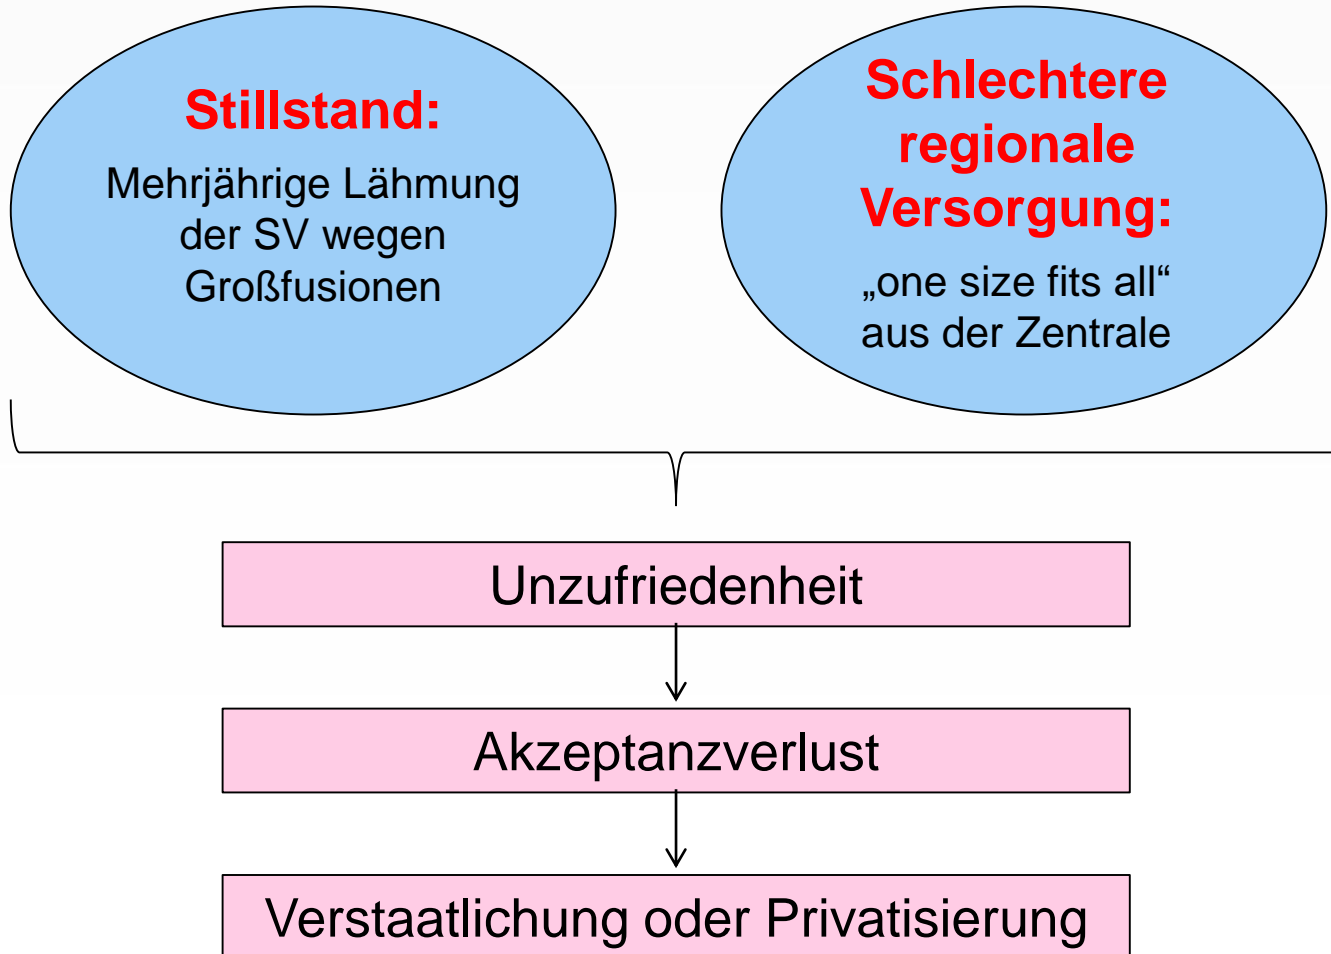 Stillstand:
Mehrjährige Lähmung
der SV wegen
Großfusionen
Schlechtere
regionale
Versorgung:
„one size fits all“
aus der Zentrale
Unzufriedenheit
Akzeptanzverlust
Verstaatlichung oder Privatisierung